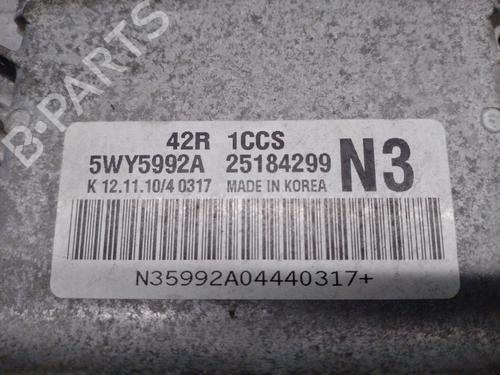 B-PARTS
42R 1CCS
5WY5992A 25184299
K 12.11.10/4 0317 MADE IN KOREA
N3
N35992A04440317+